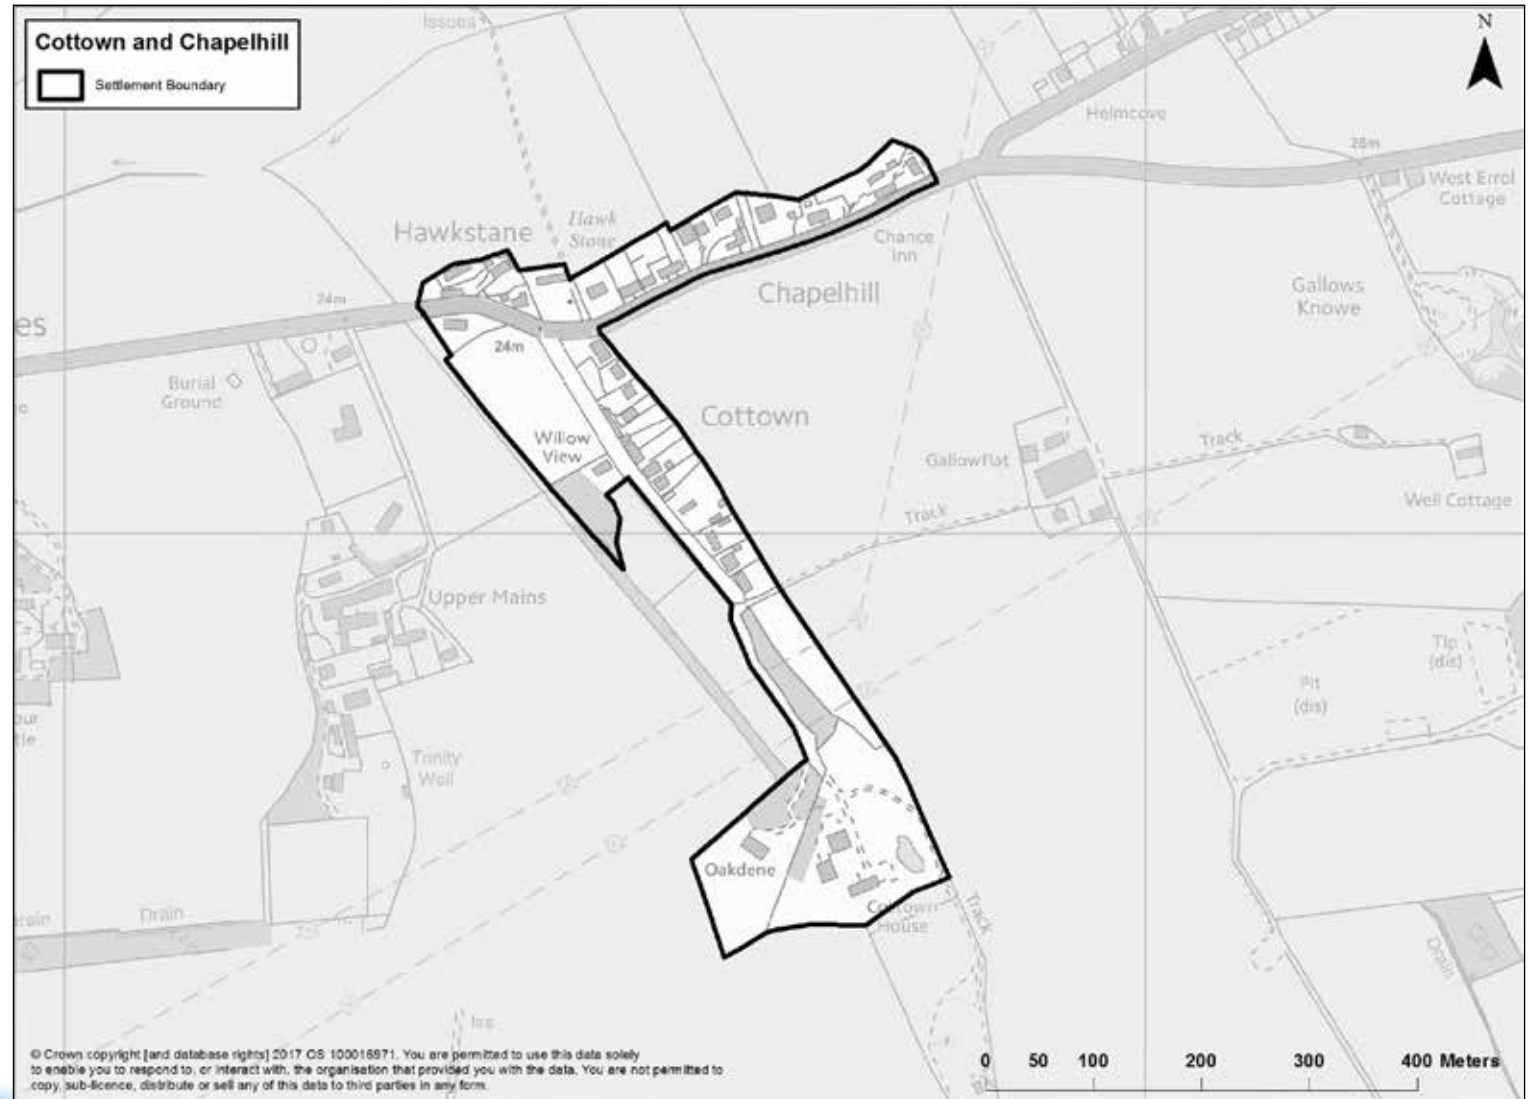 Cottown and Chapelhill
Settlement Boundary
Issues
N
Helmcove
26m
West Errol
Cottage
Hawkstane
Hawk
Stone
Chance
Inn
Chapelhill
Gallows
Knowe
24m
es
24m
Burial
Ground
Cottown
Willow
View
Track
Gallowflat
Well Cottage
Track
Upper Mains
Tip
(dis)
Pit
(dis)
our
tle
Trinity
Well
Oakdene
Cottown
House
Track
Drain
Drain
Iss
© Crown copyright [and database rights] 2017 OS 100016971. You are permitted to use this data solely
to enable you to respond to, or interact with, the organisation that provided you with the data. You are not permitted to
copy, sub-licence, distribute or sell any of this data to third parties in any form.
0 50 100 200 300 400 Meters